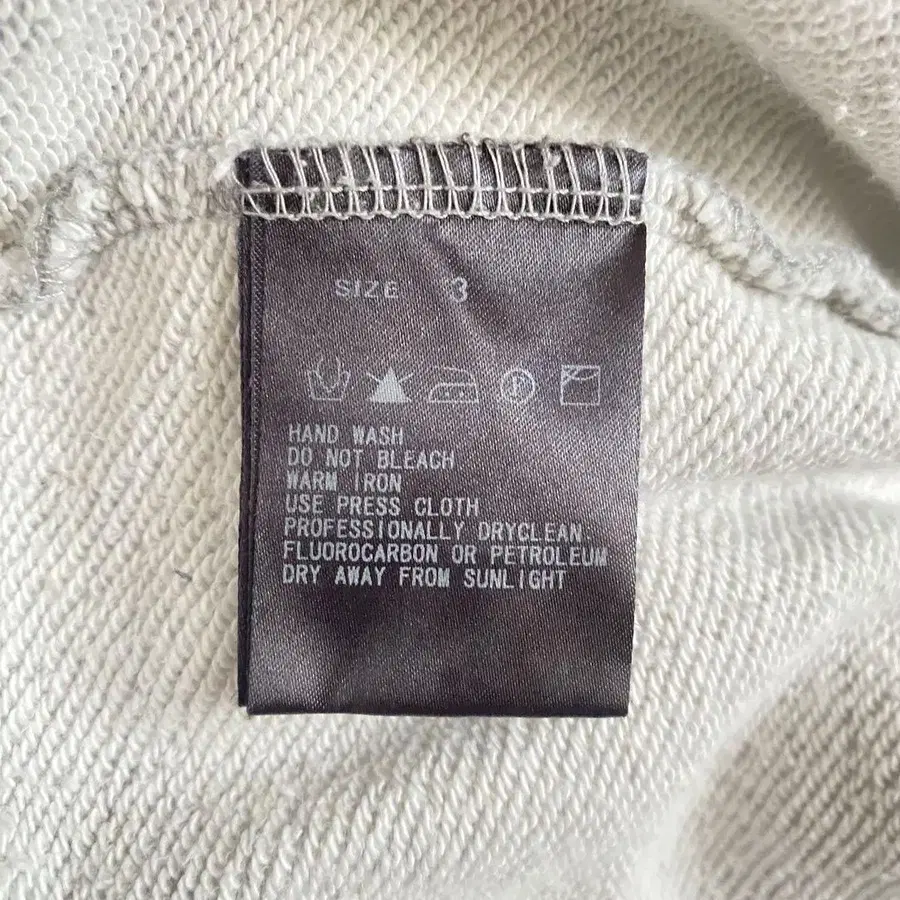 SIZE 3
P
HAND WASH
DO NOT BLEACH
WARM IRON
USE PRESS CLOTH
PROFESSIONALLY DRYCLEAN.
FLUOROCARBON OR PETROLEUM
DRY AWAY FROM SUNLIGHT